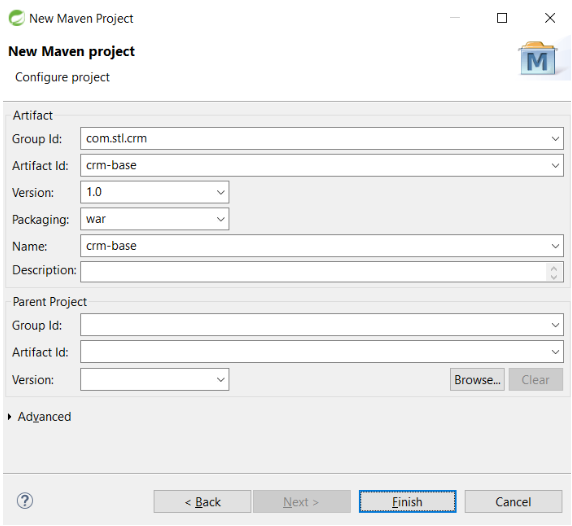 New Maven Project
New Maven project
Configure project
M
Artifact
Group Id: com.stl.crm
Artifact Id: crm-base
Version: 1.0
Packaging: war
Name: crm-base
Description:
Parent Project
Group Id:
Artifact Id:
Version: Browse... Clear
Advanced
? < Back Next > Finish Cancel